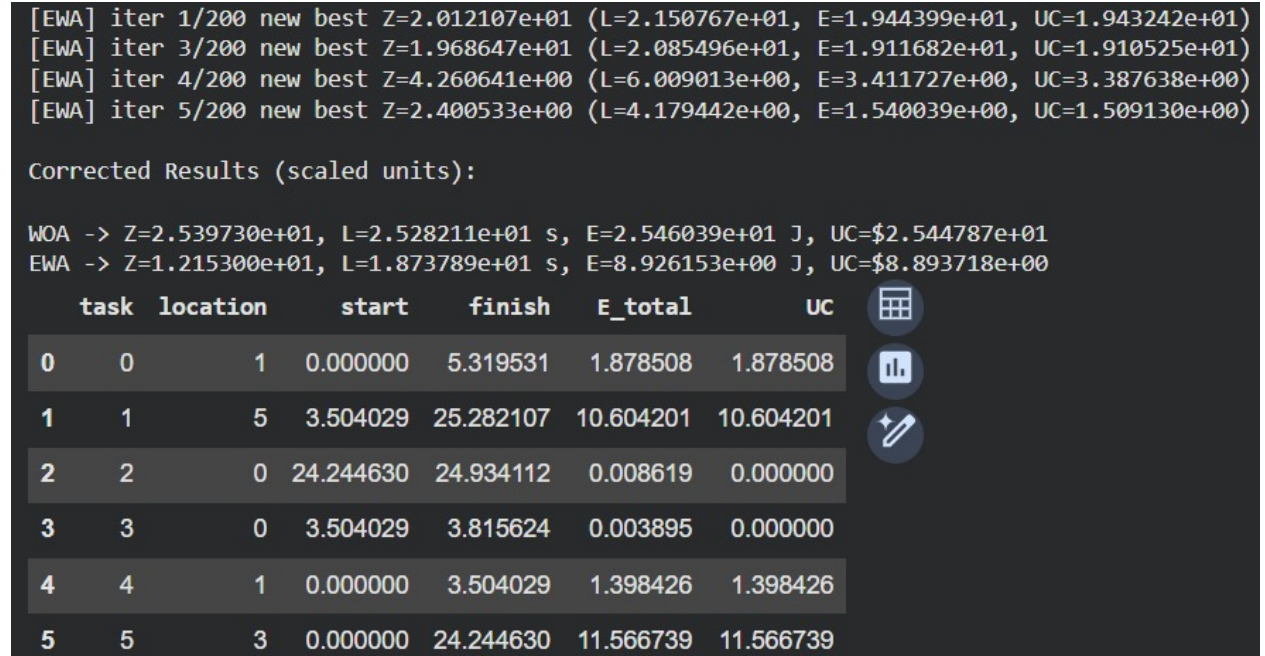 [EWA] iter 1/200 new best Z=2.012107e+01 (L=2.150767e+01, E=1.944399e+01, UC=1.943242e+01)
[EWA] iter 3/200 new best Z=1.968647e+01 (L=2.085496e+01, E=1.911682e+01, UC=1.910525e+01)
[EWA] iter 4/200 new best Z=4.260641e+00 (L=6.009013e+00, E=3.411727e+00, UC=3.387638e+00)
[EWA] iter 5/200 new best Z=2.400533e+00 (L=4.179442e+00, E=1.540039e+00, UC=1.509130e+00)
Corrected Results (scaled units):
WOA -> Z=2.539730e+01, L=2.528211e+01 s, E=2.546039e+01 J, UC=$2.544787e+01
EWA -> Z=1.215300e+01, L=1.873789e+01 s, E=8.926153e+00 J, UC=$8.893718e+00
task location start finish E_total UC
0 0 1 0.000000 5.319531 1.878508 1.878508
1 1 5 3.504029 25.282107 10.604201 10.604201
2 2 0 24.244630 24.934112 0.008619 0.000000
3 3 0 3.504029 3.815624 0.003895 0.000000
4 4 1 0.000000 3.504029 1.398426 1.398426
5 5 3 0.000000 24.244630 11.566739 11.566739